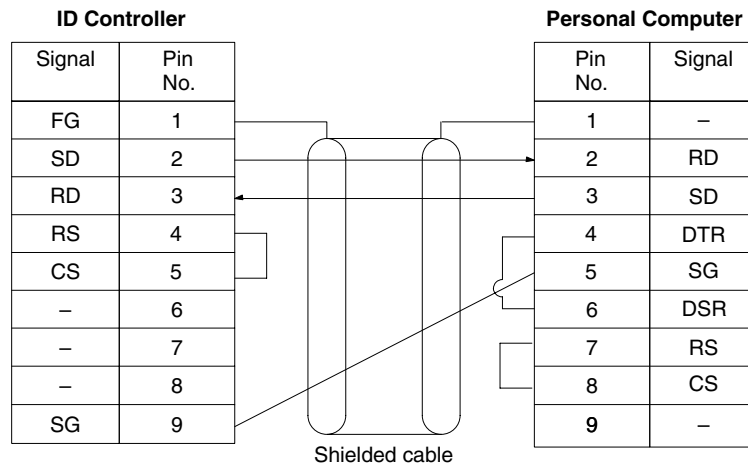 ID Controller Personal Computer
Signal Pin No. Pin No. Signal
FG 1 1 –
SD 2 2 RD
RD 3 3 SD
RS 4 4 DTR
CS 5 5 SG
– 6 6 DSR
– 7 7 RS
– 8 8 CS
SG 9 9 –
Shielded cable